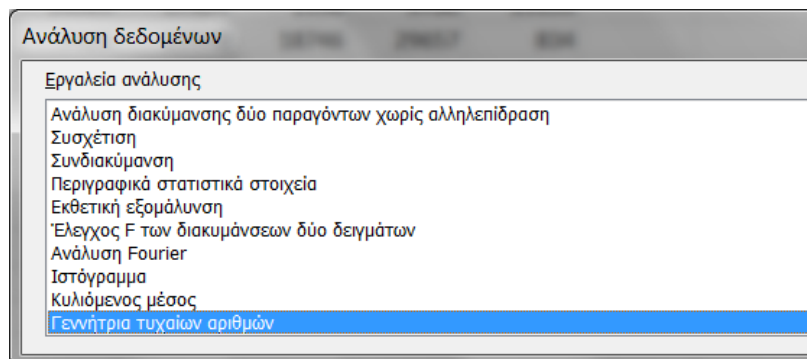 Ανάλυση δεδομένων
Εργαλεία ανάλυσης
Ανάλυση διακύμανσης δύο παραγόντων χωρίς αλληλεπίδραση
Συσχέτιση
Συνδιακύμανση
Περιγραφικά στατιστικά στοιχεία
Εκθετική εξομάλυνση
Έλεγχος F των διακυμάνσεων δύο δειγμάτων
Ανάλυση Fourier
Ιστόγραμμα
Κυλιόμενος μέσος
Γεννήτρια τυχαίων αριθμών